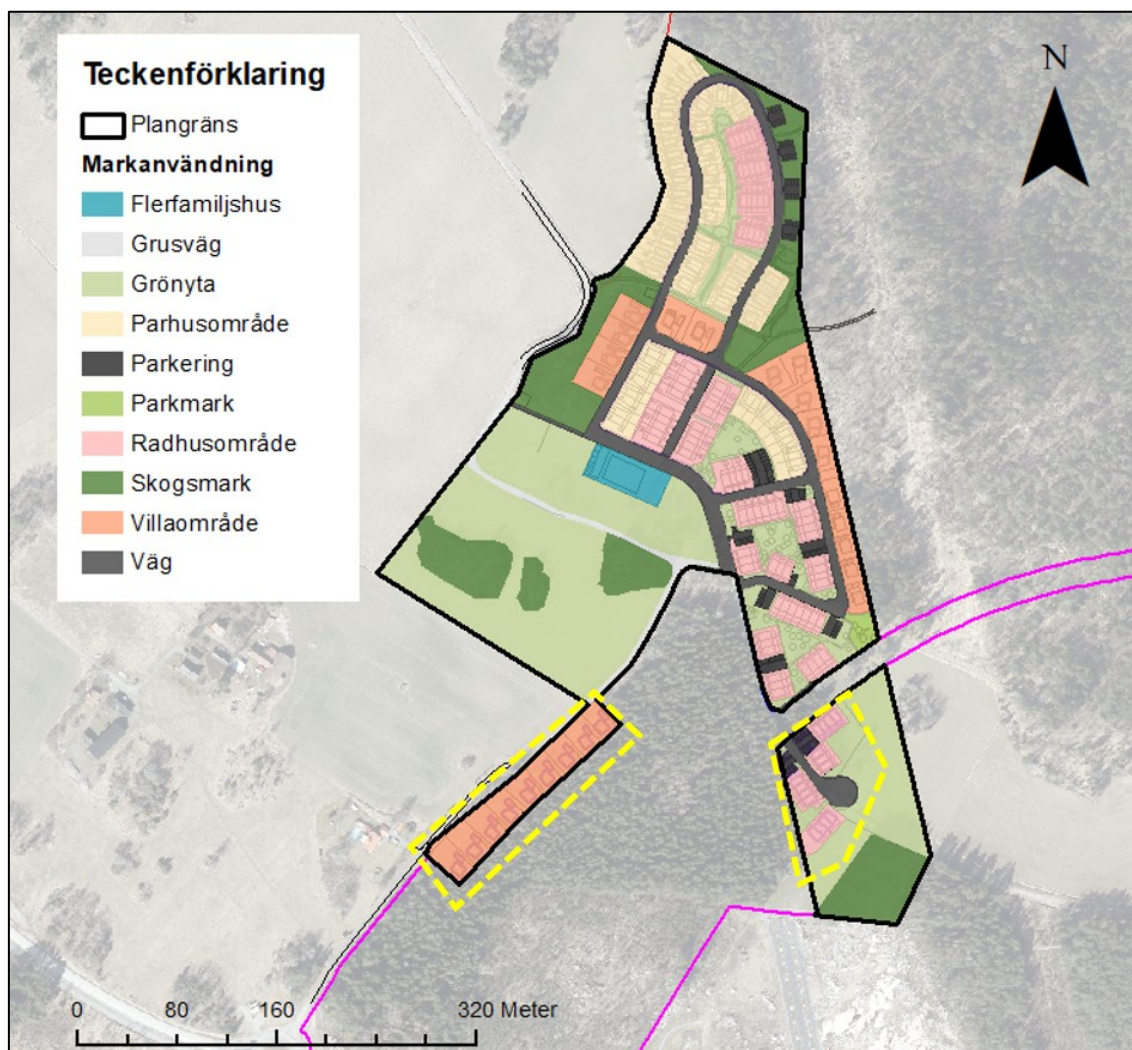 Teckenförklaring
Plangräns
Markanvändning
Flerfamiljshus
Grusväg
Grönyta
Parhusområde
Parkering
Parkmark
Radhusområde
Skogsmark
Villaområde
Väg
N
0 80 160 320 Meter